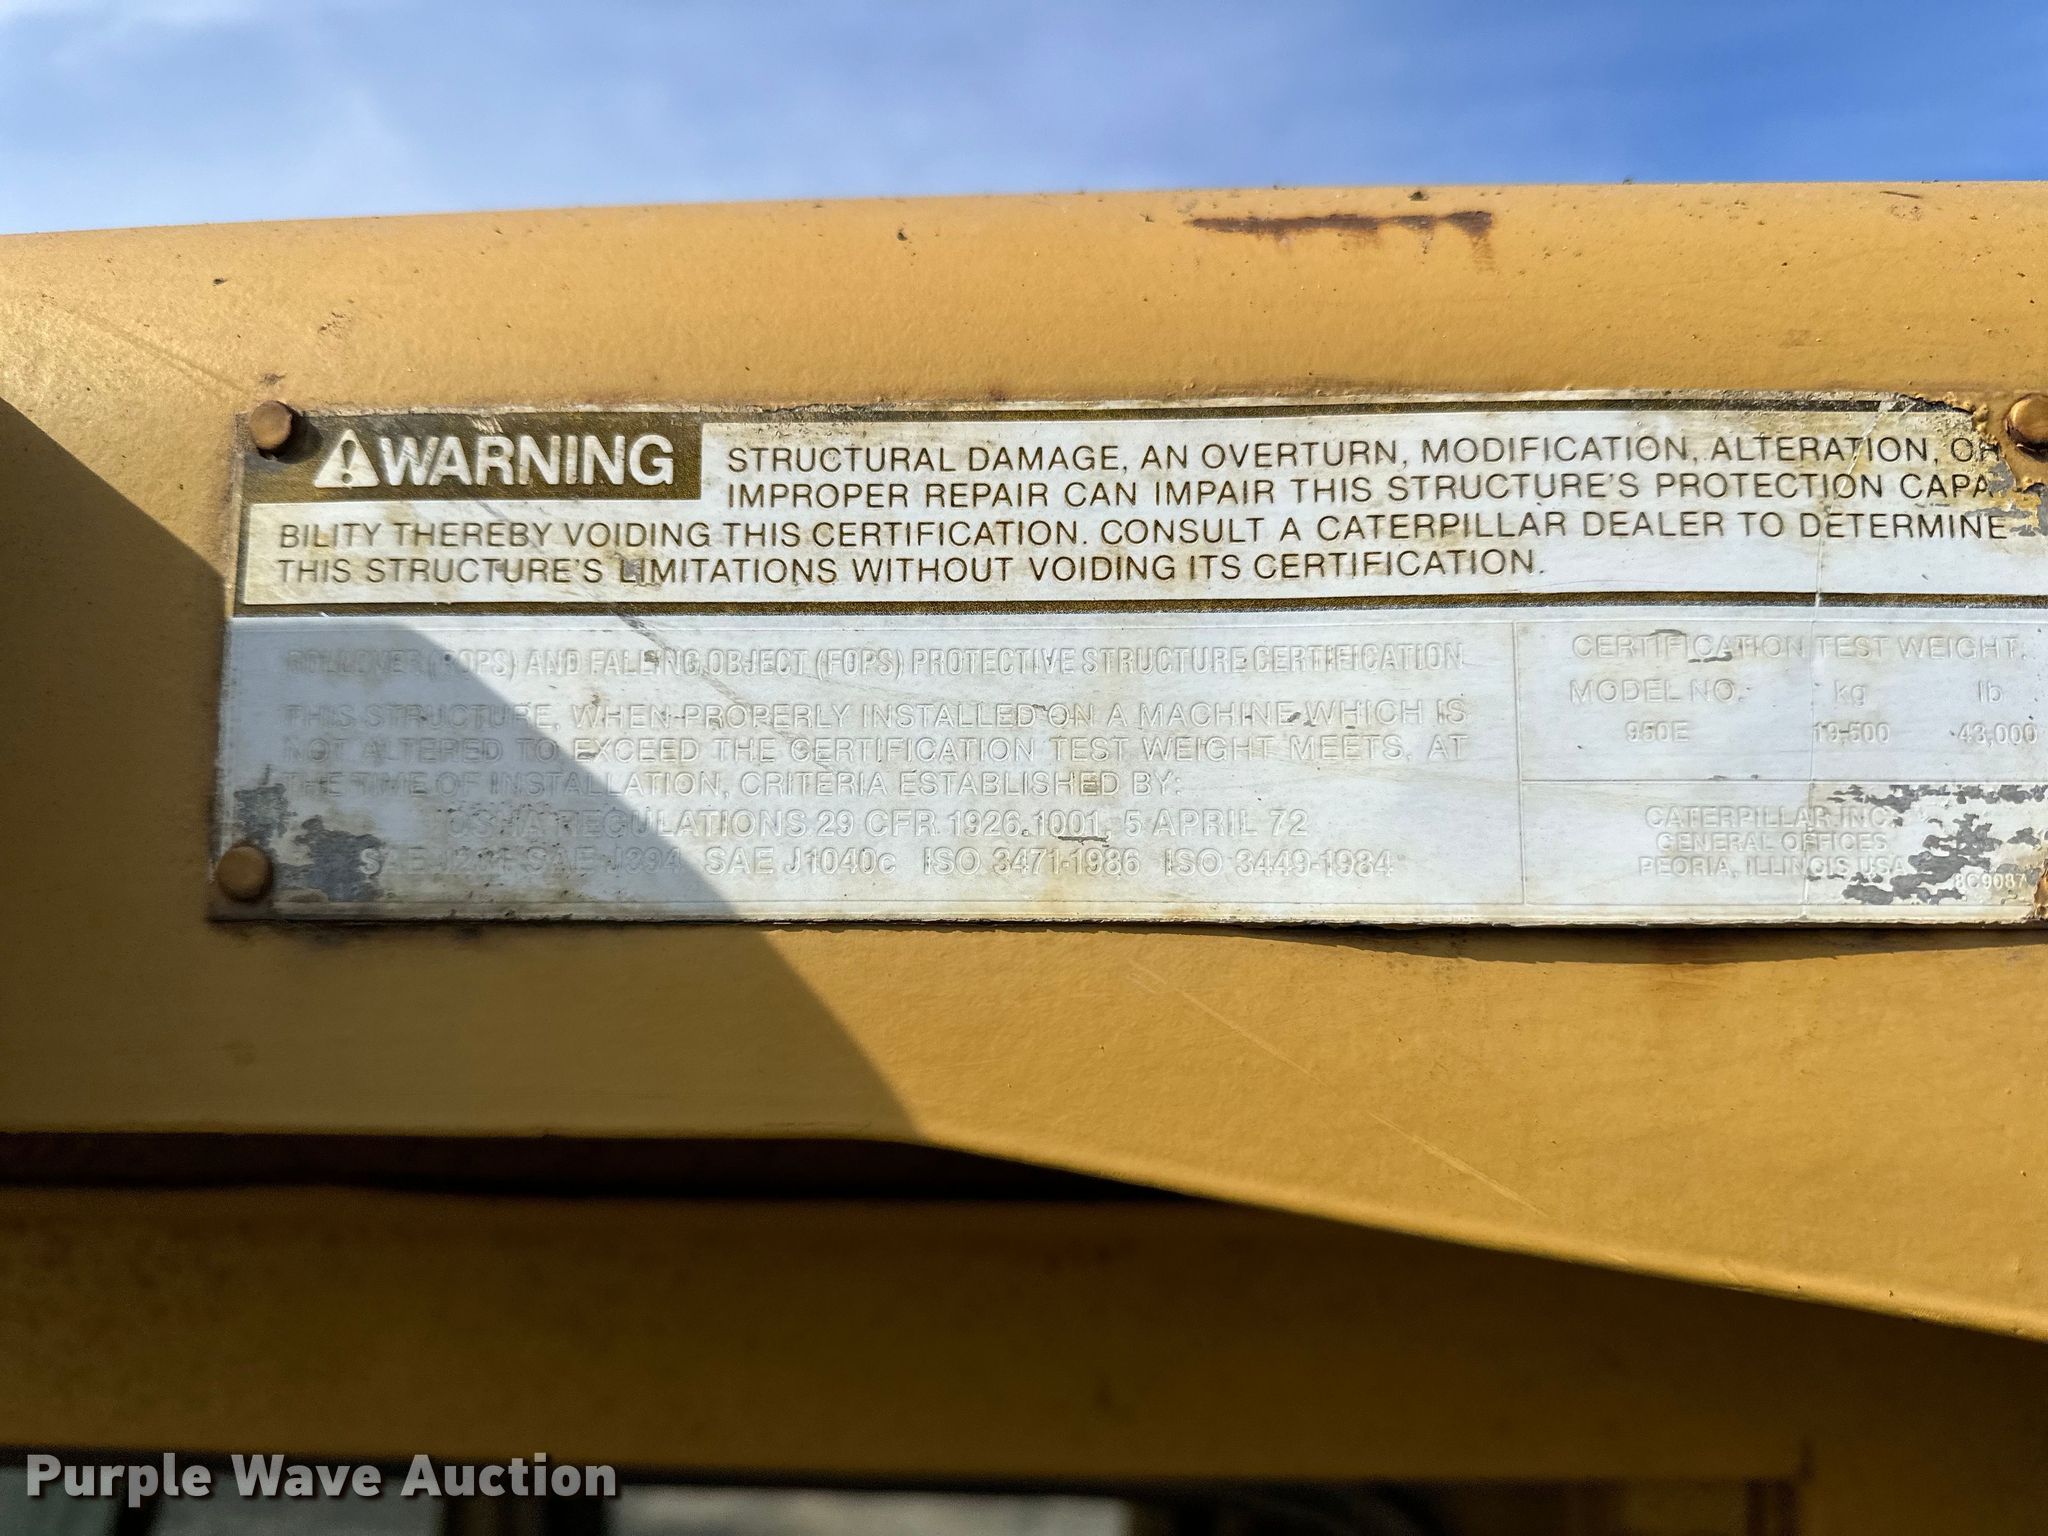 WARNING
STRUCTURAL DAMAGE, AN OVERTURN, MODIFICATION, ALTERATION, OR
IMPROPER REPAIR CAN IMPAIR THIS STRUCTURE'S PROTECTION CAPA-
BILITY THEREBY VOIDING THIS CERTIFICATION. CONSULT A CATERPILLAR DEALER TO DETERMINE
THIS STRUCTURE'S LIMITATIONS WITHOUT VOIDING ITS CERTIFICATION.
ROLLOVER (ROPS) AND FALLING OBJECT (FOPS) PROTECTIVE STRUCTURE CERTIFICATION
THIS STRUCTURE, WHEN PROPERLY INSTALLED ON A MACHINE WHICH IS
NOT ALTERED TO EXCEED THE CERTIFICATION TEST WEIGHT MEETS, AT
THE TIME OF INSTALLATION, CRITERIA ESTABLISHED BY:
OSHA REGULATIONS 29 CFR 1926.1001, 5 APRIL 72
SAE J231 SAE J394 SAE J1040c ISO 3471-1986 ISO 3449-1984
CERTIFICATION TEST WEIGHT.
MODEL NO. kg lb
950E 19,500 43,000
CATERPILLAR INC.
GENERAL OFFICES
PEORIA, ILLINOIS USA
8C9087
Purple Wave Auction